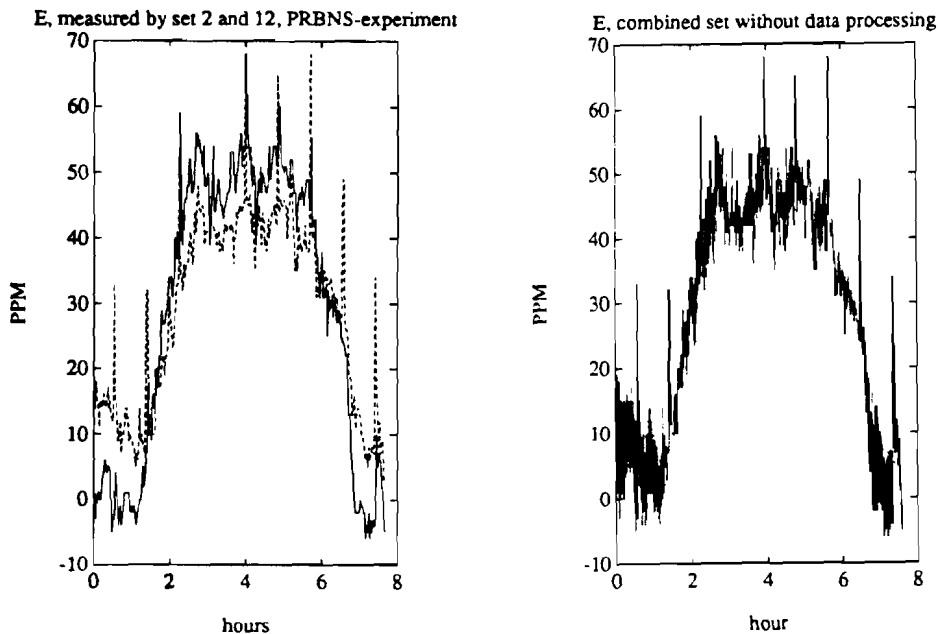 E, measured by set 2 and 12, PRBNS-experiment
70
60
50
40
30
20
10
0
-10
PPM
0 2 4 6 8
hours
E, combined set without data processing
70
60
50
40
30
20
10
0
-10
PPM
0 2 4 6 8
hour